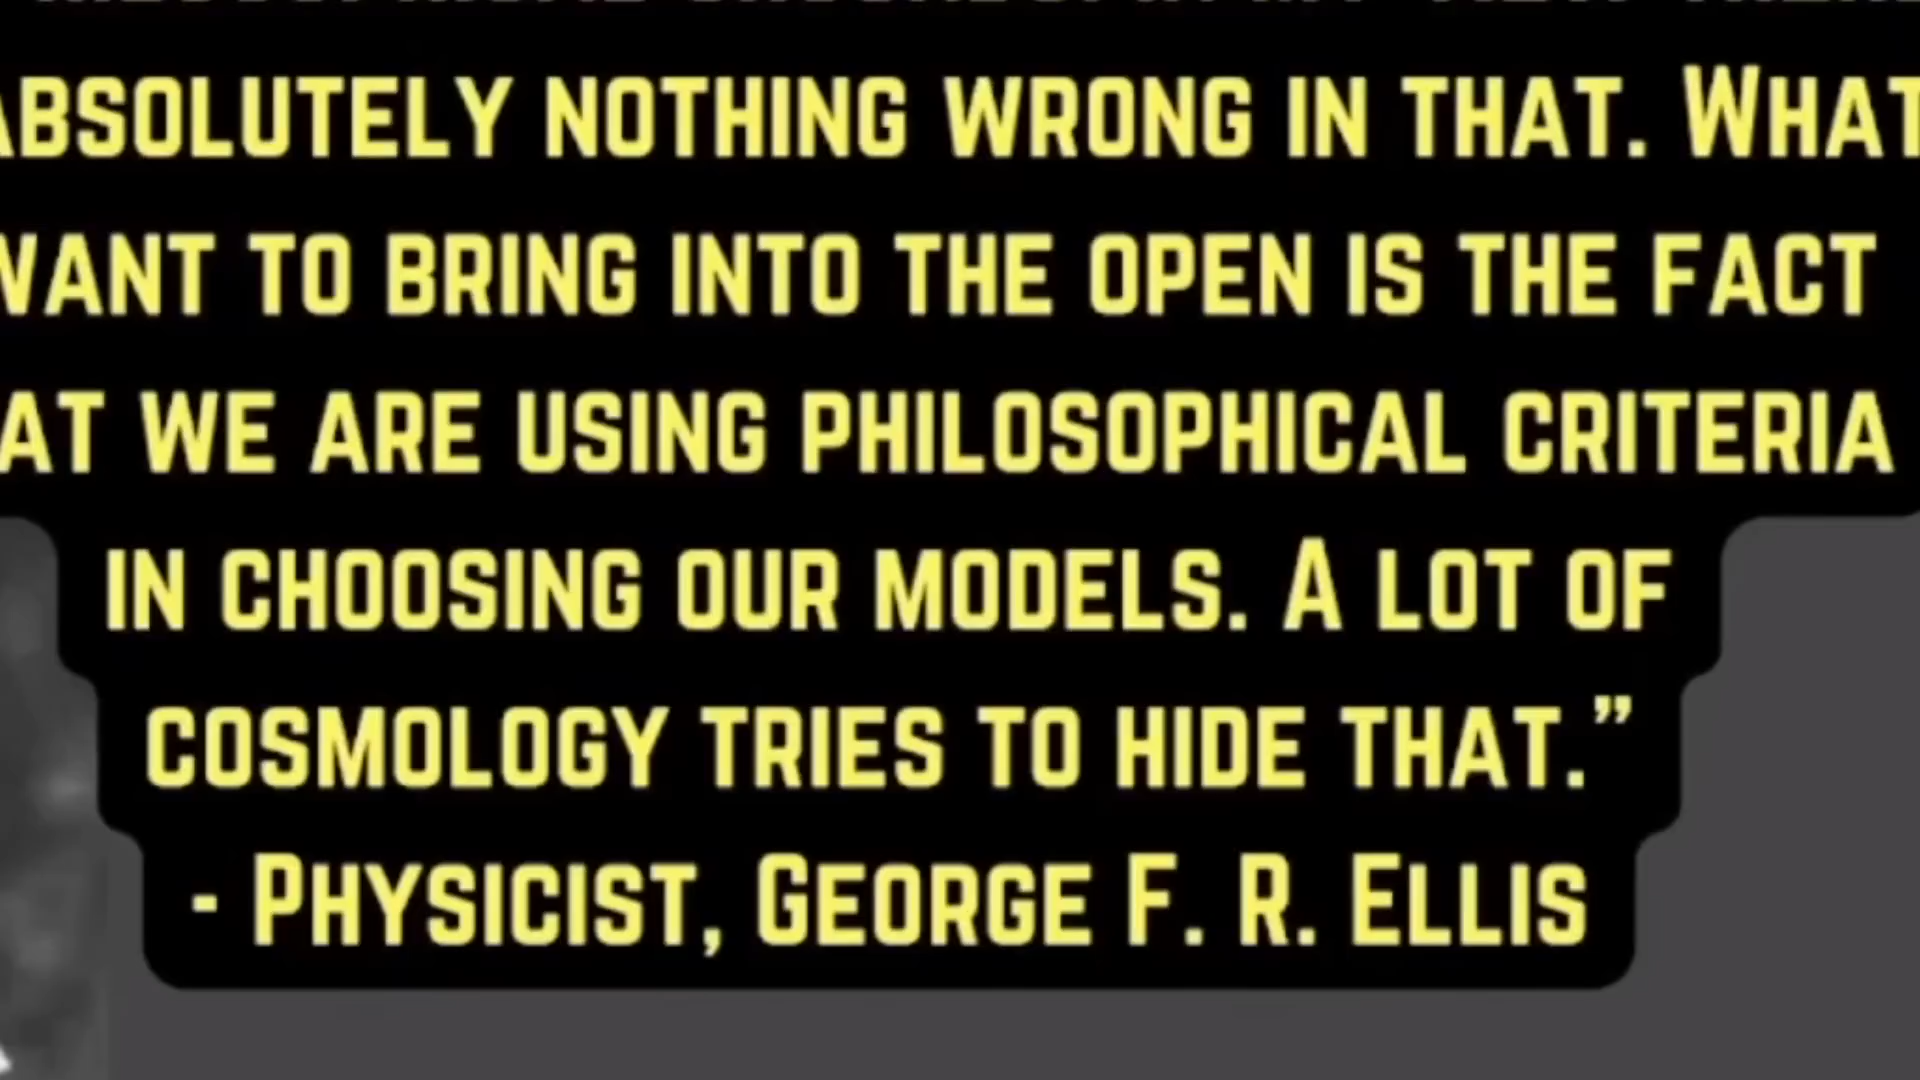 ABSOLUTELY NOTHING WRONG IN THAT. WHAT
WANT TO BRING INTO THE OPEN IS THE FACT
AT WE ARE USING PHILOSOPHICAL CRITERIA
IN CHOOSING OUR MODELS. A LOT OF
COSMOLOGY TRIES TO HIDE THAT.”
- PHYSICIST, GEORGE F. R. ELLIS